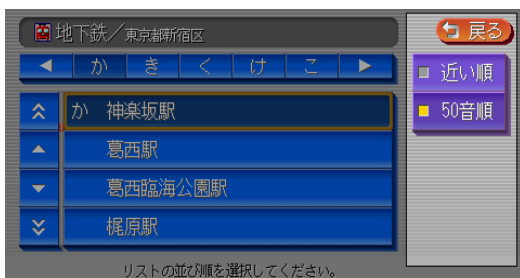 地下鉄／東京都新宿区
戻る
◀ か き く け こ ▶
近い順
50音順
か 神楽坂駅
葛西駅
葛西臨海公園駅
梶原駅
リストの並び順を選択してください。